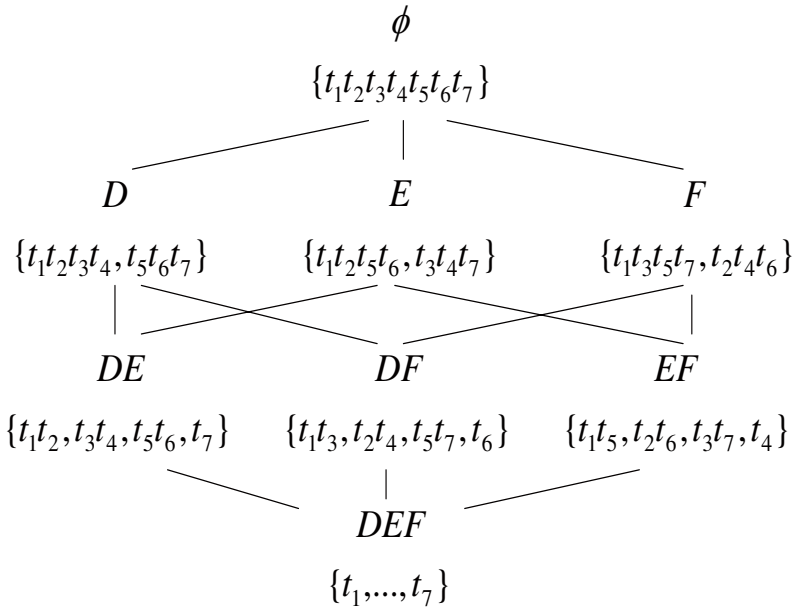 ϕ
{t₁t₂t₃t₄t₅t₆t₇}
D E F
{t₁t₂t₃t₄, t₅t₆t₇} {t₁t₂t₅t₆, t₃t₄t₇} {t₁t₃t₅t₇, t₂t₄t₆}
DE DF EF
{t₁t₂, t₃t₄, t₅t₆, t₇} {t₁t₃, t₂t₄, t₅t₇, t₆} {t₁t₅, t₂t₆, t₃t₇, t₄}
DEF
{t₁,...,t₇}